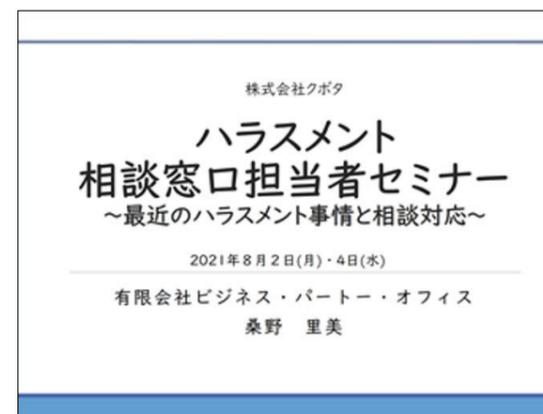 株式会社クボタ
ハラスメント
相談窓口担当者セミナー
～最近のハラスメント事情と相談対応～
2021年8月2日(月)・4日(水)
有限会社ビジネス・パートー・オフィス
桑野　里美